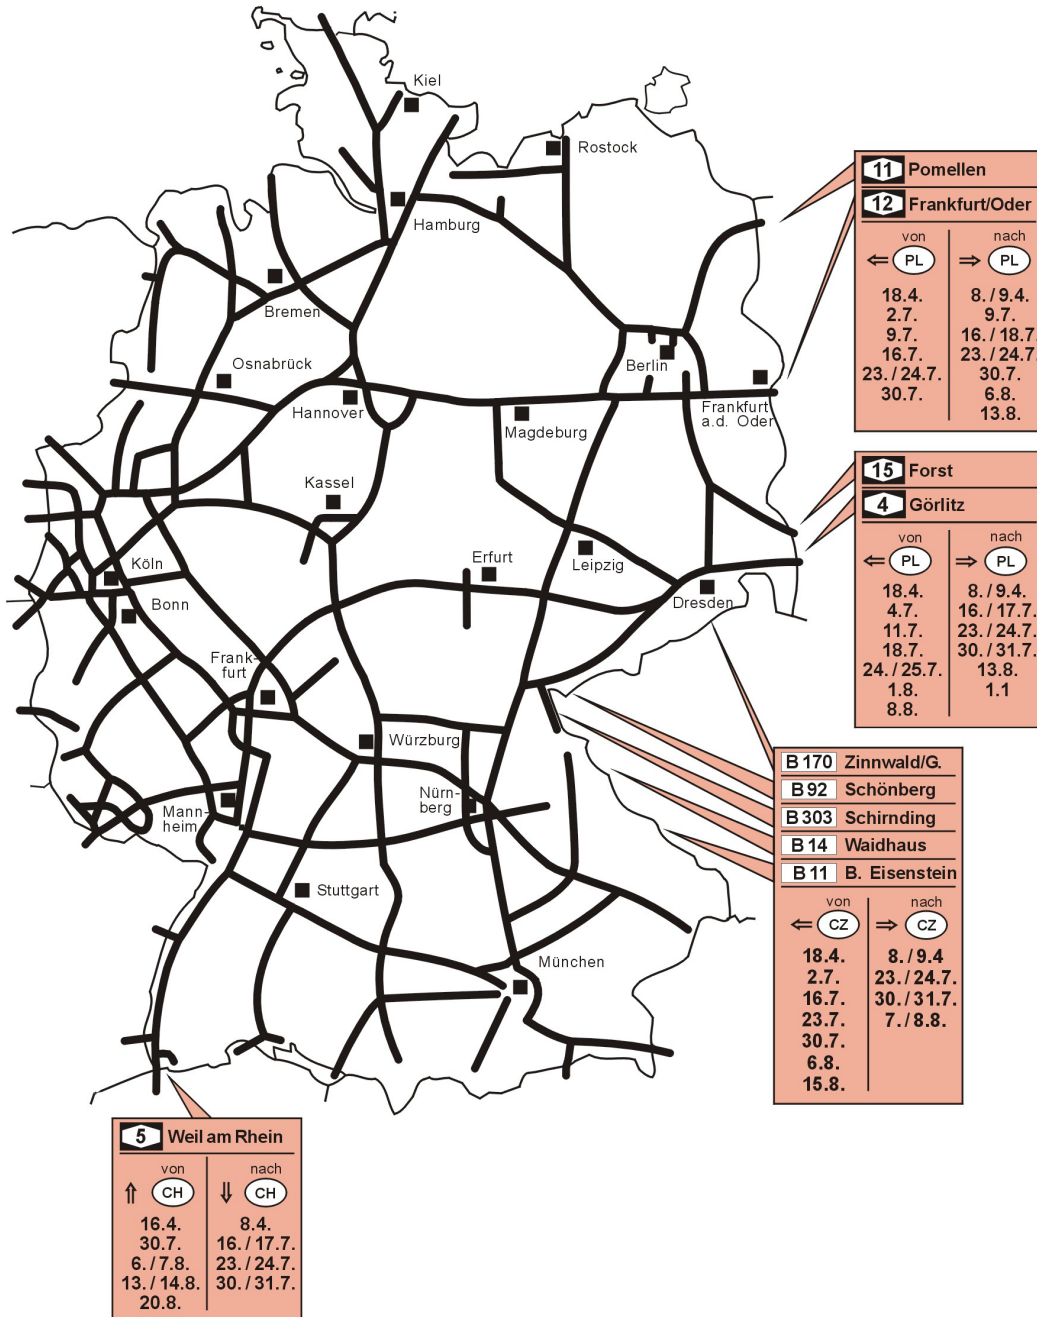 Kiel
Rostock
Hamburg
Bremen
Osnabrück
Hannover
Berlin
Magdeburg
Frankfurt
a.d. Oder
Kassel
Köln
Bonn
Erfurt
Leipzig
Dresden
Frank-
furt
Würzburg
Nürn-
berg
Mann-
heim
Stuttgart
München
11 Pomellen
12 Frankfurt/Oder
von nach
⇐ PL ⇒ PL
18.4. 8./9.4.
2.7. 9.7.
9.7. 16./18.7.
16.7. 23./24.7.
23./24.7. 30.7.
30.7. 6.8.
13.8.
15 Forst
4 Görlitz
von nach
⇐ PL ⇒ PL
18.4. 8./9.4.
4.7. 16./17.7.
11.7. 23./24.7.
18.7. 30./31.7.
24./25.7. 13.8.
1.8. 1.1
8.8.
B 170 Zinnwald/G.
B 92 Schönberg
B 303 Schirnding
B 14 Waidhaus
B 11 B. Eisenstein
von nach
⇐ CZ ⇒ CZ
18.4. 8./9.4
2.7. 23./24.7.
16.7. 30./31.7.
23.7. 7./8.8.
30.7.
6.8.
15.8.
5 Weil am Rhein
von nach
⇑ CH ⇓ CH
16.4. 8.4.
30.7. 16./17.7.
6./7.8. 23./24.7.
13./14.8. 30./31.7.
20.8.